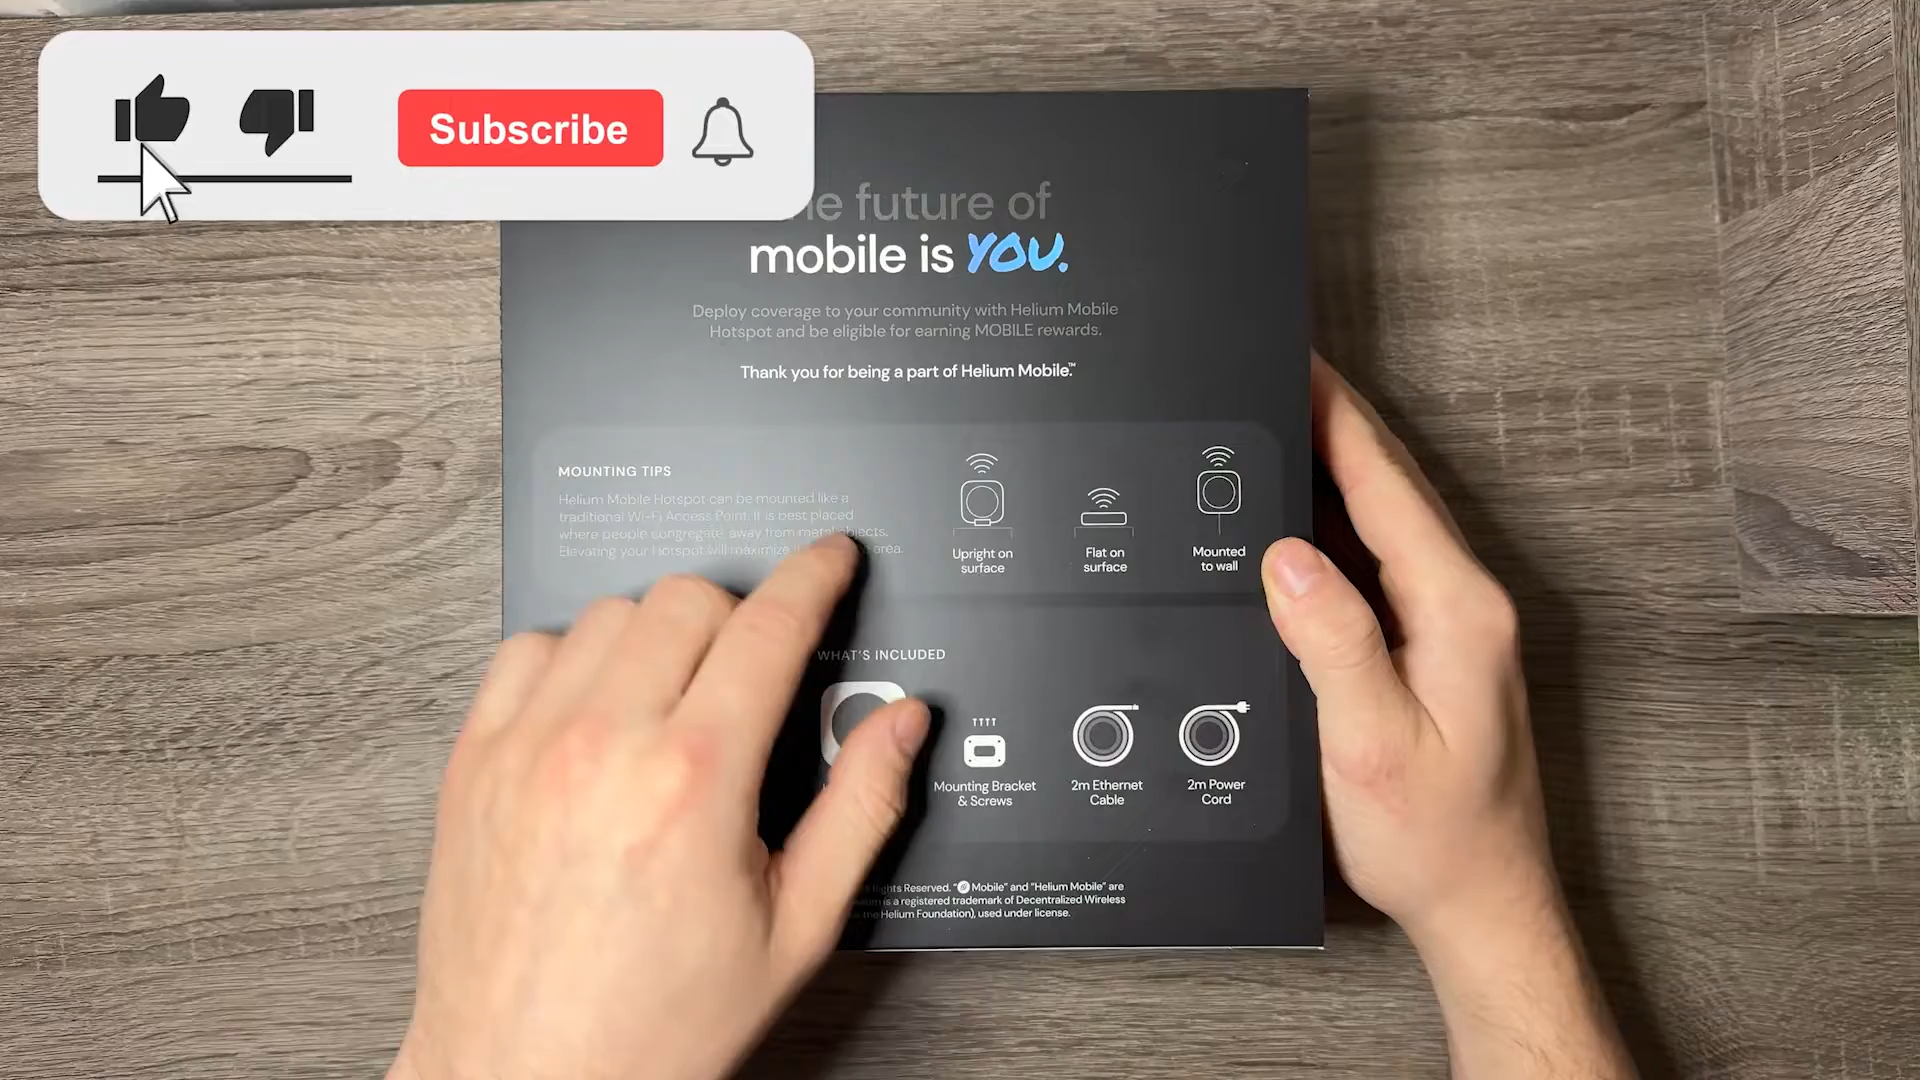 Subscribe
future of
mobile is YOU.
Deploy coverage to your community with Helium Mobile
Hotspot and be eligible for earning MOBILE rewards.
Thank you for being a part of Helium Mobile.™
MOUNTING TIPS
Helium Mobile Hotspot can be mounted like a
traditional Wi-Fi Access Point. It is best placed
where people congregate, away from metal objects.
Elevating your Hotspot will maximize area.
Upright on
surface
Flat on
surface
Mounted
to wall
WHAT'S INCLUDED
Mounting Bracket
& Screws
2m Ethernet
Cable
2m Power
Cord
Rights Reserved. "Mobile" and "Helium Mobile" are
is a registered trademark of Decentralized Wireless
the Helium Foundation), used under license.